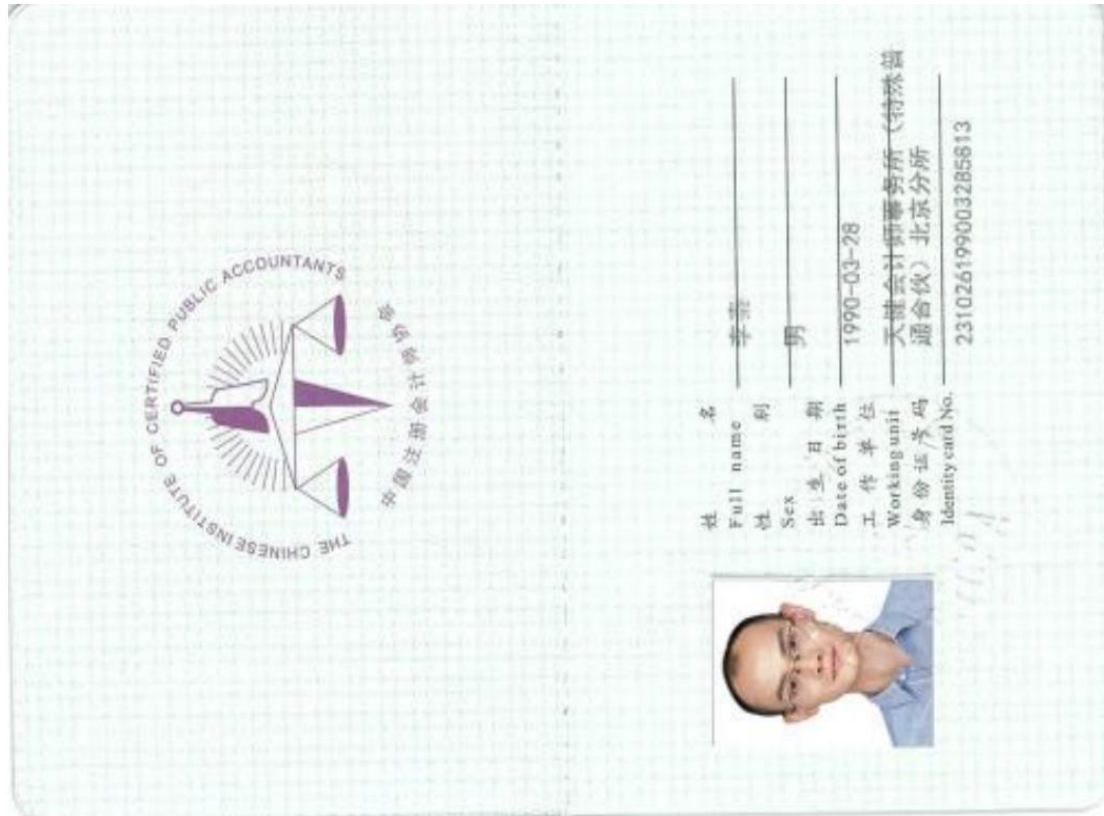 THE CHINESE INSTITUTE OF CERTIFIED PUBLIC ACCOUNTANTS
中国注册会计师协会
姓 名
Full name
性 别
Sex 男
出 生 日 期
Date of birth 1990-03-28
工 作 单 位
Working unit 天健会计师事务所（特殊普
通合伙）北京分所
身 份 证 号 码
Identity card No. 231026199003285813